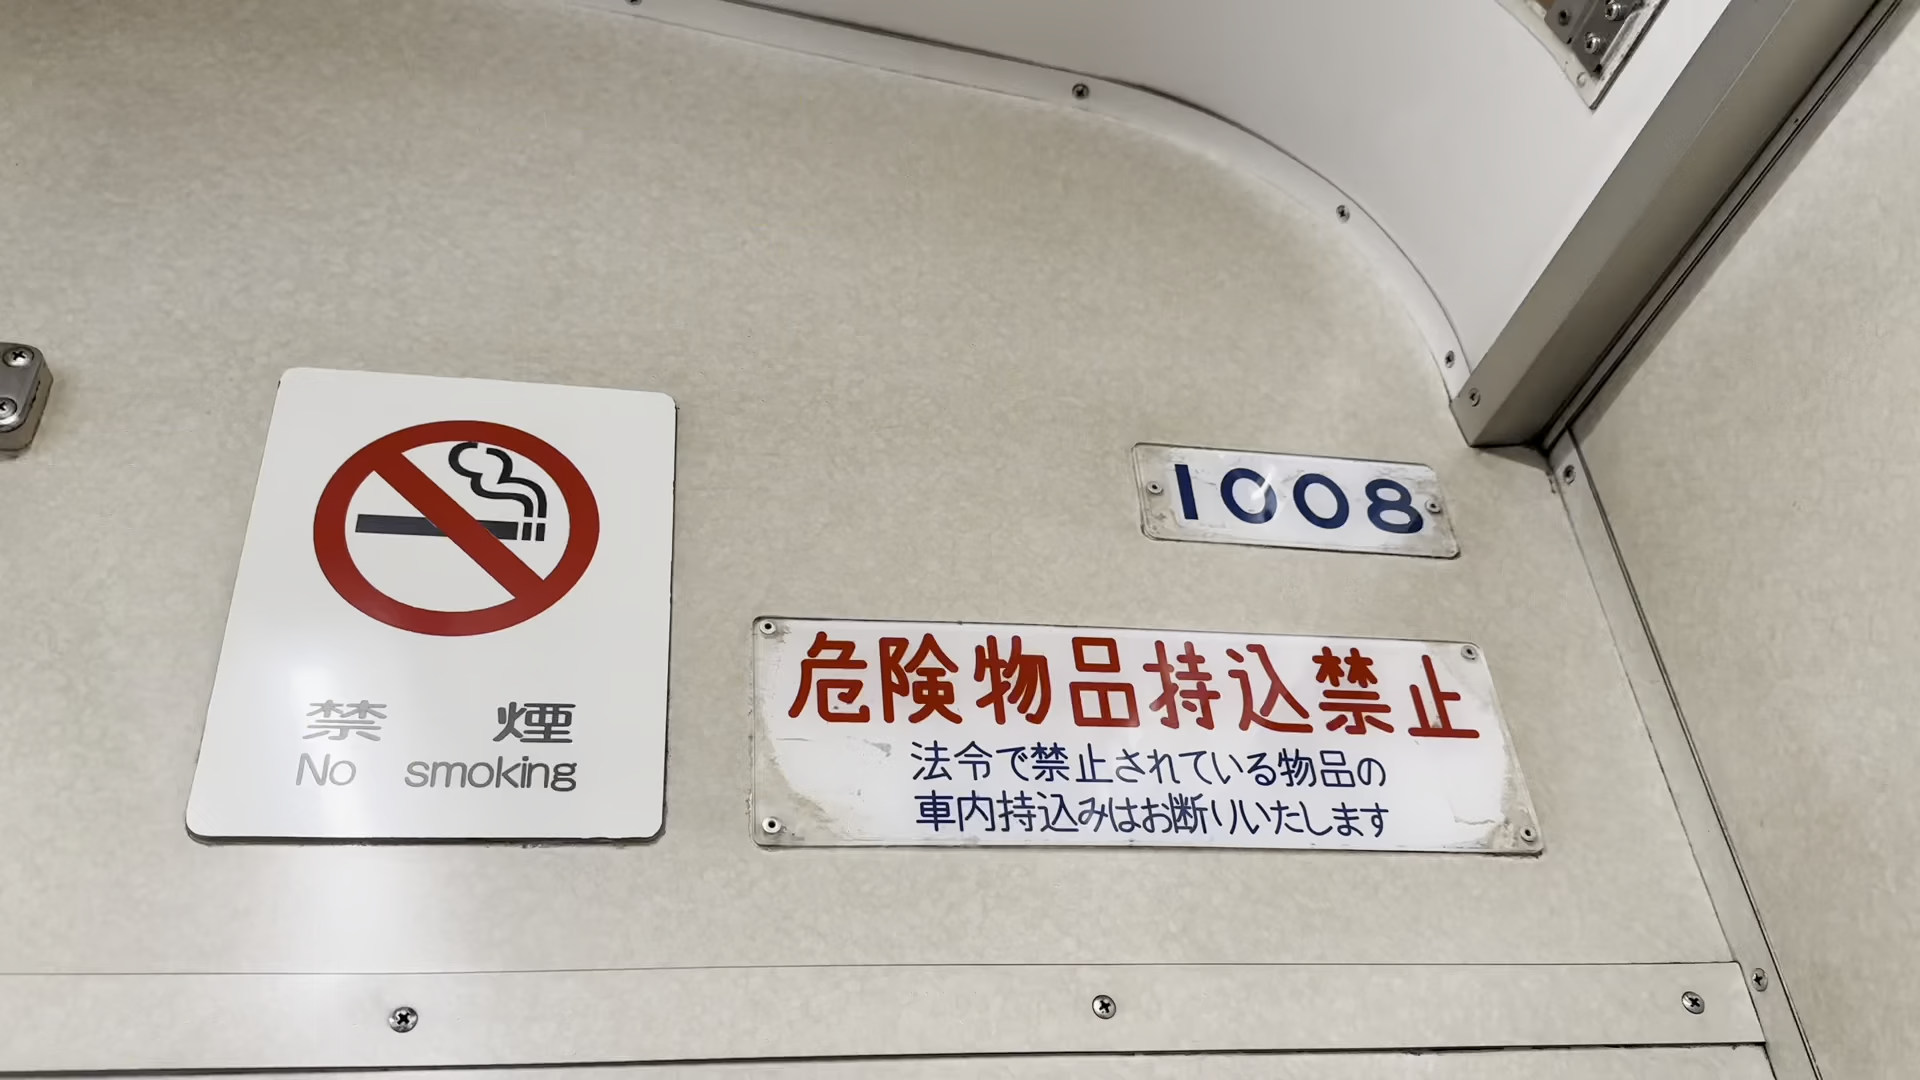 禁 煙
No smoking
1008
危険物品持込禁止
法令で禁止されている物品の
車内持込みはお断りいたします